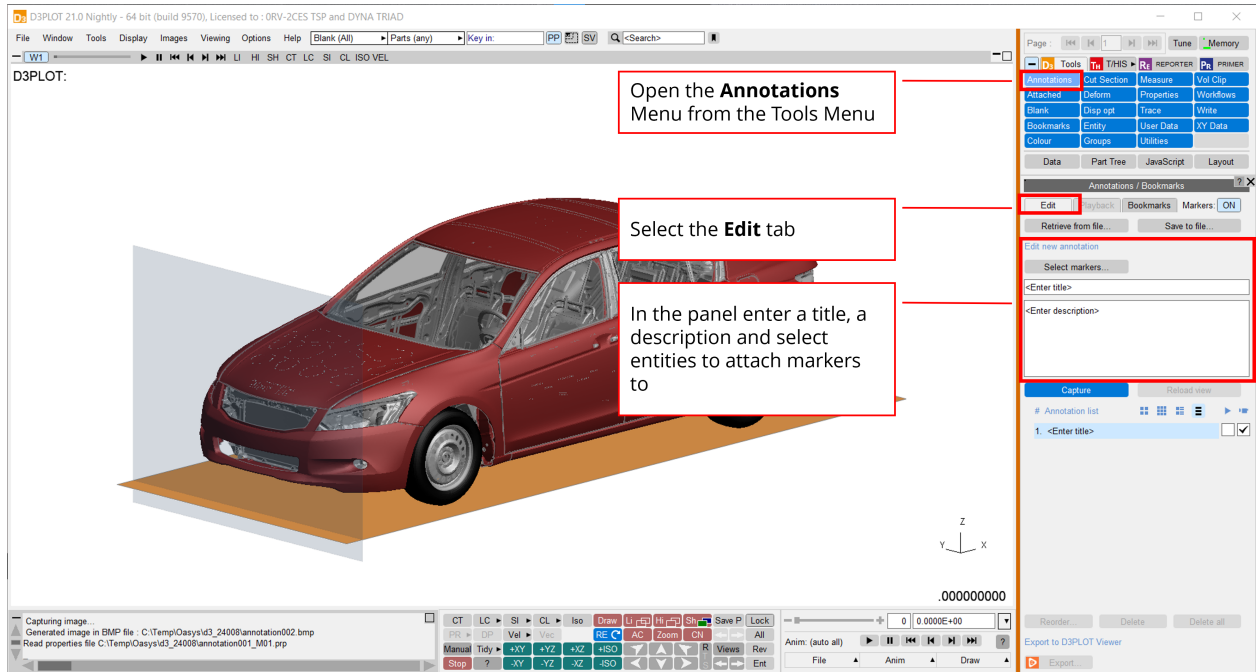 D3PLOT 21.0 Nightly - 64 bit (build 9570), Licensed to : 0RV-2CES TSP and DYNA TRIAD
File Window Tools Display Images Viewing Options Help Blank (All) Parts (any) Key in: PP SV <Search>
W1 LI HI SH CT LC SI CL ISO VEL
D3PLOT:
Open the Annotations
Menu from the Tools Menu
Select the Edit tab
In the panel enter a title, a
description and select
entities to attach markers
to
Z
Y X
.000000000
Page : 1 Tune Memory
D3 Tools TH T/HIS RE REPORTER PR PRIMER
Annotations Cut Section Measure Vol Clip
Attached Deform Properties Workflows
Blank Disp opt Trace Write
Bookmarks Entity User Data XY Data
Colour Groups Utilities
Data Part Tree JavaScript Layout
Annotations / Bookmarks ? X
Edit Playback Bookmarks Markers: ON
Retrieve from file... Save to file...
Edit new annotation
Select markers...
<Enter title>
<Enter description>
Capture Reload view
# Annotation list
1. <Enter title>
Reorder... Delete Delete all
Export to D3PLOT Viewer
Export...
Capturing image...
Generated image in BMP file : C:\Temp\Oasys\d3_24008\annotation002.bmp
Read properties file C:\Temp\Oasys\d3_24008\annotation001_M01.prp
CT LC SI CL Iso Draw Li Hi Sh Save P Lock
PR DP Vel Vec RE AC Zoom CN All
Manual Tidy +XY +YZ +XZ +ISO R Views Rev
Stop ? -XY -YZ -XZ -ISO S Ent
0 0.0000E+00
Anim: (auto all) ?
File Anim Draw